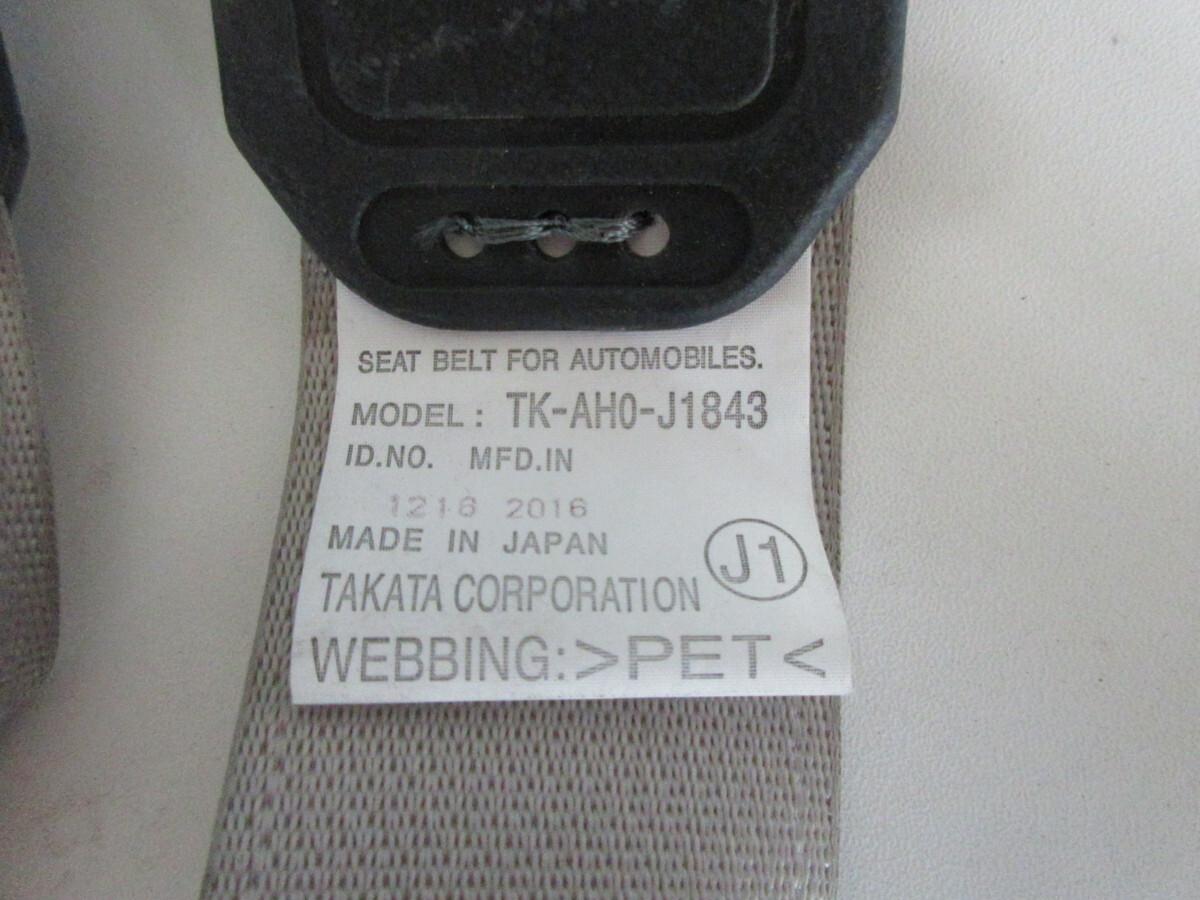 SEAT BELT FOR AUTOMOBILES.
MODEL: TK-AH0-J1843
ID.NO. MFD.IN
1216 2016
MADE IN JAPAN
J1
TAKATA CORPORATION
WEBBING:>PET<